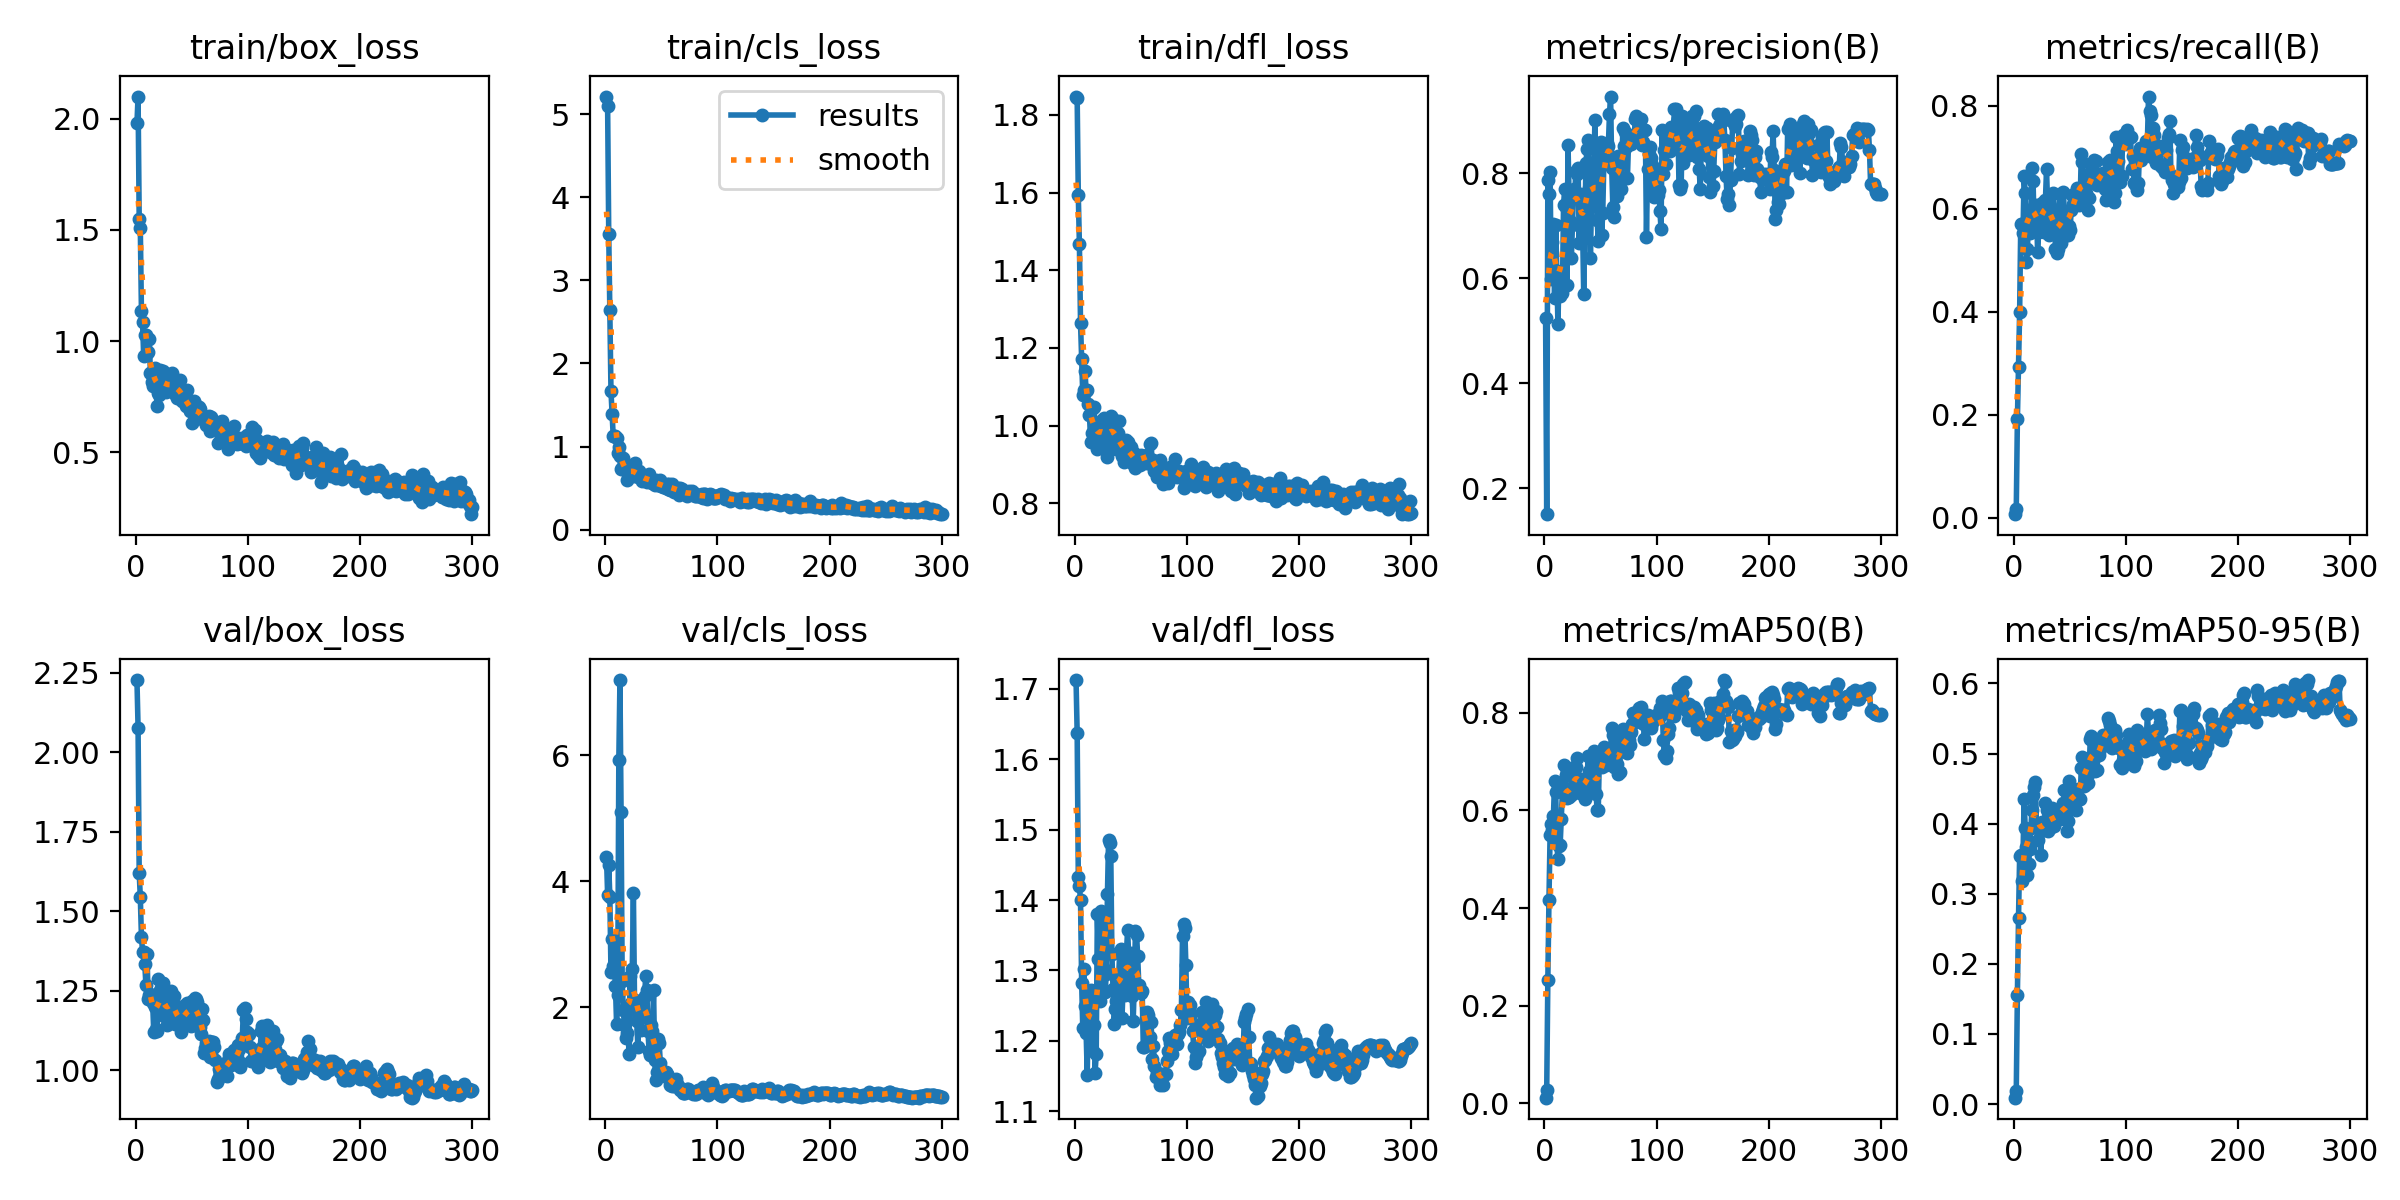 train/box_loss
train/cls_loss
train/dfl_loss
metrics/precision(B)
metrics/recall(B)
results
smooth
2.0
1.5
1.0
0.5
0 100 200 300
5
4
3
2
1
0
0 100 200 300
1.8
1.6
1.4
1.2
1.0
0.8
0 100 200 300
0.8
0.6
0.4
0.2
0 100 200 300
0.8
0.6
0.4
0.2
0.0
0 100 200 300
val/box_loss
val/cls_loss
val/dfl_loss
metrics/mAP50(B)
metrics/mAP50-95(B)
2.25
2.00
1.75
1.50
1.25
1.00
0 100 200 300
6
4
2
0 100 200 300
1.7
1.6
1.5
1.4
1.3
1.2
1.1
0 100 200 300
0.8
0.6
0.4
0.2
0.0
0 100 200 300
0.6
0.5
0.4
0.3
0.2
0.1
0.0
0 100 200 300